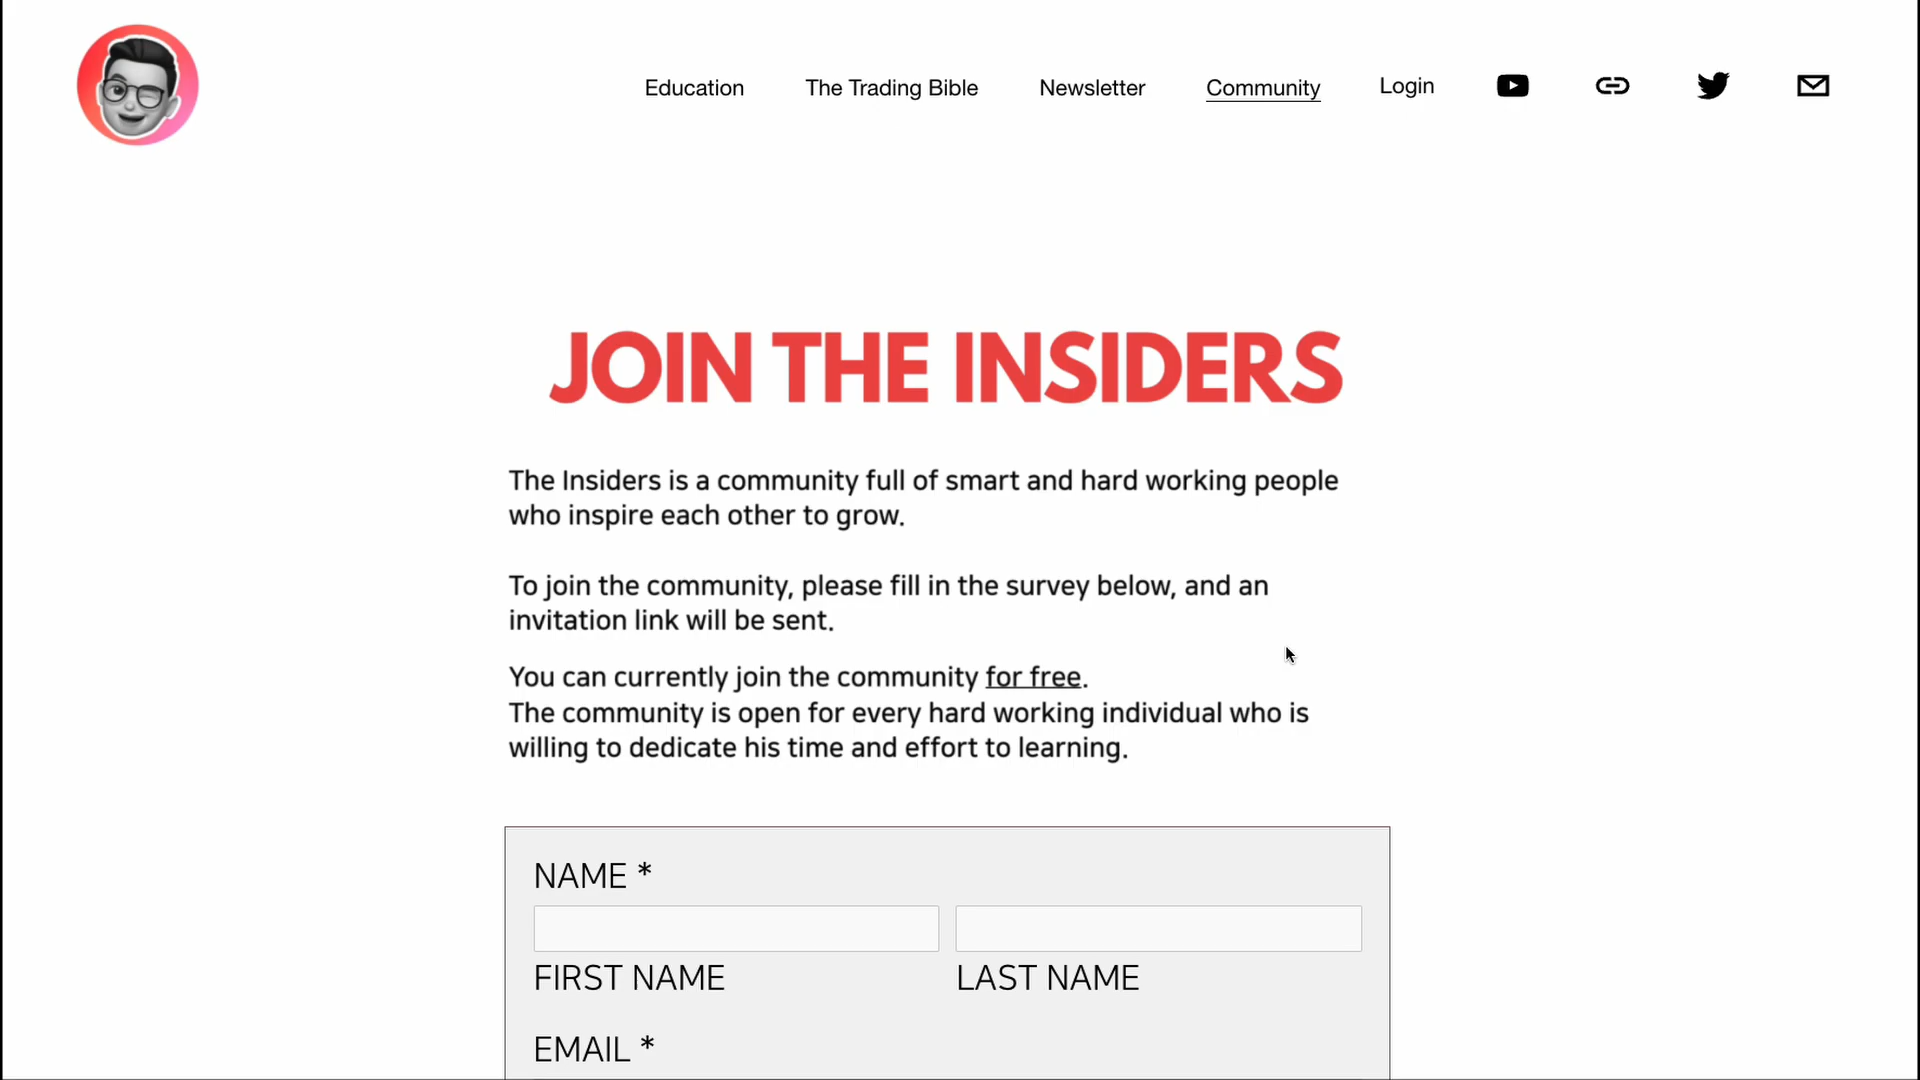 Education
The Trading Bible
Newsletter
Community
Login
JOIN THE INSIDERS
The Insiders is a community full of smart and hard working people
who inspire each other to grow.
To join the community, please fill in the survey below, and an
invitation link will be sent.
You can currently join the community for free.
The community is open for every hard working individual who is
willing to dedicate his time and effort to learning.
NAME *
FIRST NAME
LAST NAME
EMAIL *